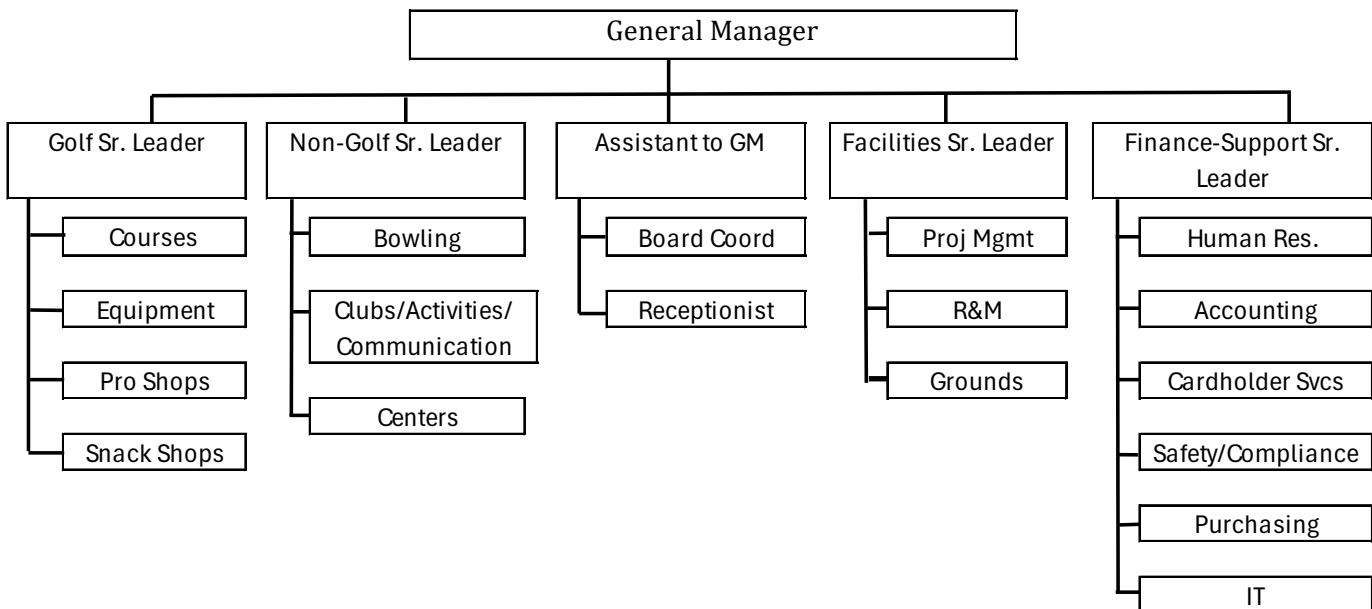 General Manager
Golf Sr. Leader
Non-Golf Sr. Leader
Assistant to GM
Facilities Sr. Leader
Finance-Support Sr.
Leader
Courses
Equipment
Pro Shops
Snack Shops
Bowling
Clubs/Activities/
Communication
Centers
Board Coord
Receptionist
Proj Mgmt
R&M
Grounds
Human Res.
Accounting
Cardholder Svcs
Safety/Compliance
Purchasing
IT